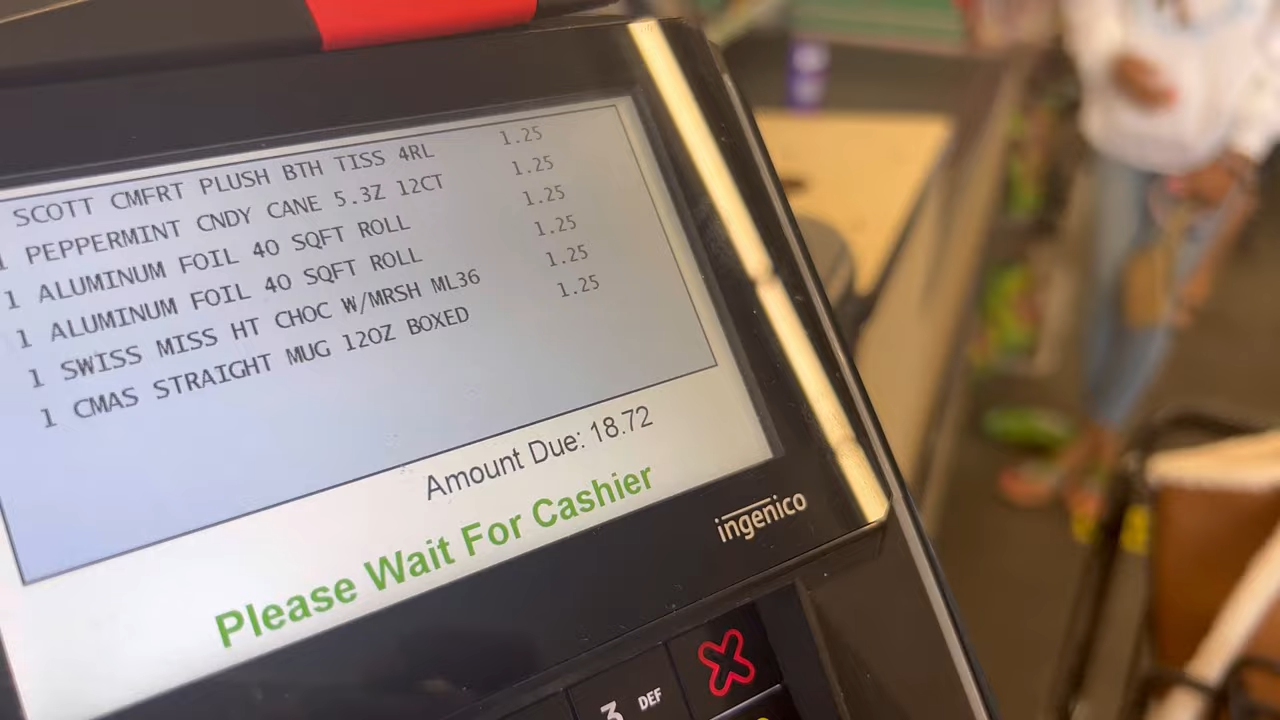 SCOTT CMFRT PLUSH BTH TISS 4RL 1.25
1 PEPPERMINT CNDY CANE 5.3Z 12CT 1.25
1 ALUMINUM FOIL 40 SQFT ROLL 1.25
1 ALUMINUM FOIL 40 SQFT ROLL 1.25
1 SWISS MISS HT CHOC W/MRSH ML36 1.25
1 CMAS STRAIGHT MUG 12OZ BOXED 1.25
Amount Due: 18.72
Please Wait For Cashier
ingenico
3 DEF